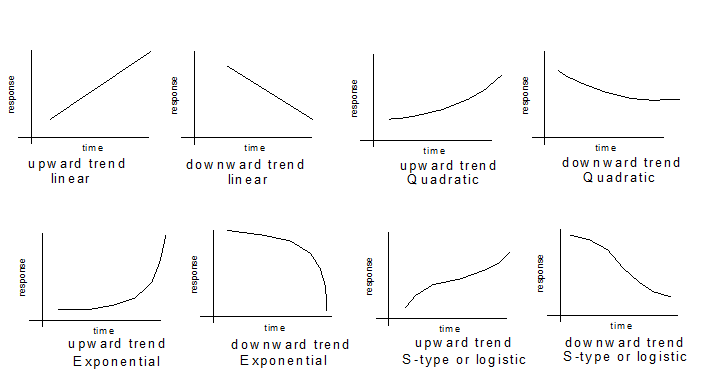 response
time
upward trend
linear
response
time
downward trend
linear
response
time
upward trend
Quadratic
response
time
downward trend
Quadratic
response
time
upward trend
Exponential
response
time
downward trend
Exponential
response
time
upward trend
S-type or logistic
response
time
downward trend
S-type or logistic